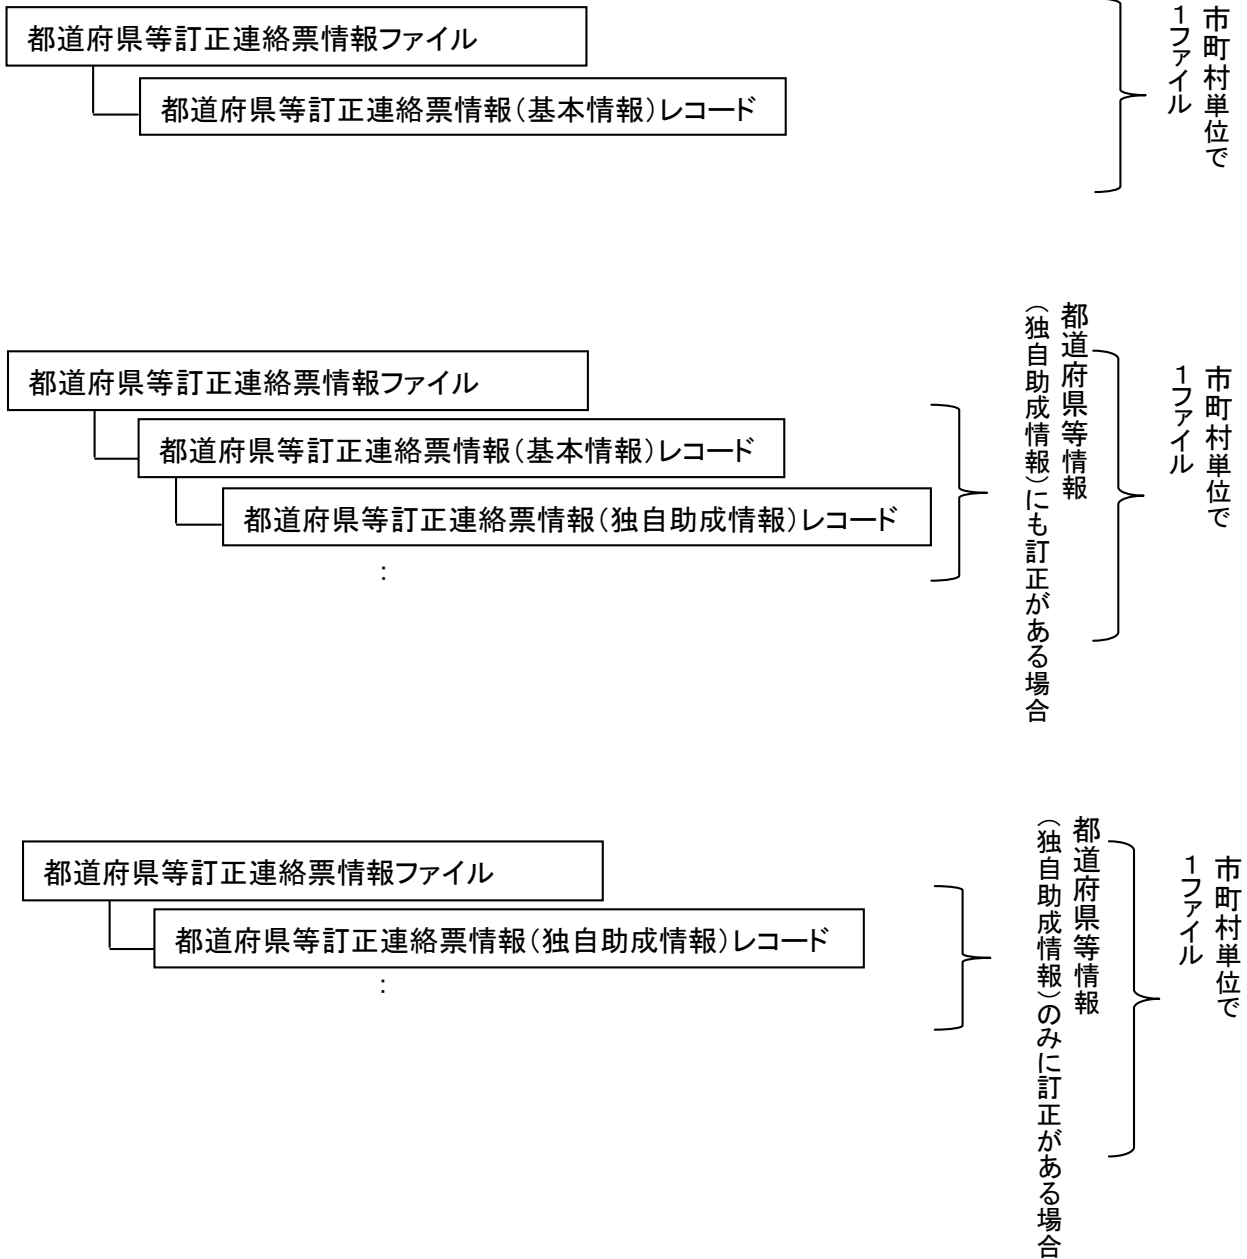 都道府県等訂正連絡票情報ファイル
都道府県等訂正連絡票情報(基本情報)レコード
市町村単位で
1ファイル
都道府県等訂正連絡票情報ファイル
都道府県等訂正連絡票情報(基本情報)レコード
都道府県等訂正連絡票情報(独自助成情報)レコード
:
都道府県等情報
(独自助成情報)にも訂正がある場合
市町村単位で
1ファイル
都道府県等訂正連絡票情報ファイル
都道府県等訂正連絡票情報(独自助成情報)レコード
:
都道府県等情報
(独自助成情報)のみに訂正がある場合
市町村単位で
1ファイル